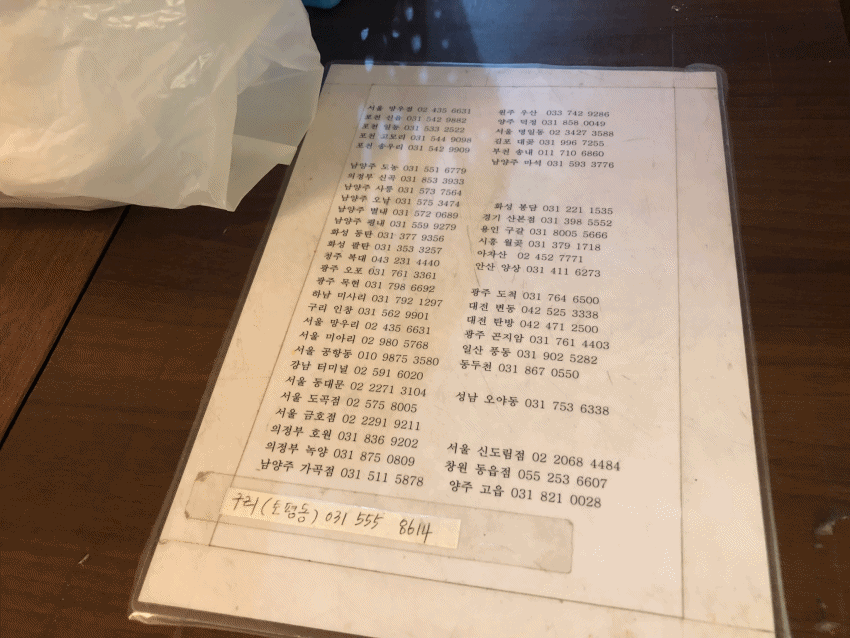 서울 망우점 02 435 6631
포천 신읍 031 542 9882
포천 일동 031 533 2522
포천 고모리 031 544 9098
포천 송우리 031 542 9909
남양주 도농 031 551 6779
의정부 신곡 031 853 3933
남양주 사릉 031 573 7564
남양주 오남 031 575 3474
남양주 별내 031 572 0689
남양주 평내 031 559 9279
화성 동탄 031 377 9356
화성 팔탄 031 353 3257
청주 복대 043 231 4440
광주 오포 031 761 3361
광주 목현 031 798 6692
하남 미사리 031 792 1297
구리 인창 031 562 9901
서울 망우리 02 435 6631
서울 미아리 02 980 5768
서울 공항동 010 9875 3580
강남 터미널 02 591 6020
서울 동대문 02 2271 3104
서울 도곡점 02 575 8005
서울 금호점 02 2291 9211
의정부 호원 031 836 9202
의정부 녹양 031 875 0809
남양주 가곡점 031 511 5878
구리(토평동) 031 555 8614
원주 우산 033 742 9286
양주 덕정 031 858 0049
서울 명일동 02 3427 3588
김포 대곶 031 996 7255
부천 송내 011 710 6860
남양주 마석 031 593 3776
화성 봉담 031 221 1535
경기 산본점 031 398 5552
용인 구갈 031 8005 5666
시흥 월곶 031 379 1718
아차산 02 452 7771
안산 양상 031 411 6273
광주 도척 031 764 6500
대전 변동 042 525 3338
대전 탄방 042 471 2500
광주 곤지암 031 761 4403
일산 풍동 031 902 5282
동두천 031 867 0550
성남 오야동 031 753 6338
서울 신도림점 02 2068 4484
창원 동읍점 055 253 6607
양주 고읍 031 821 0028